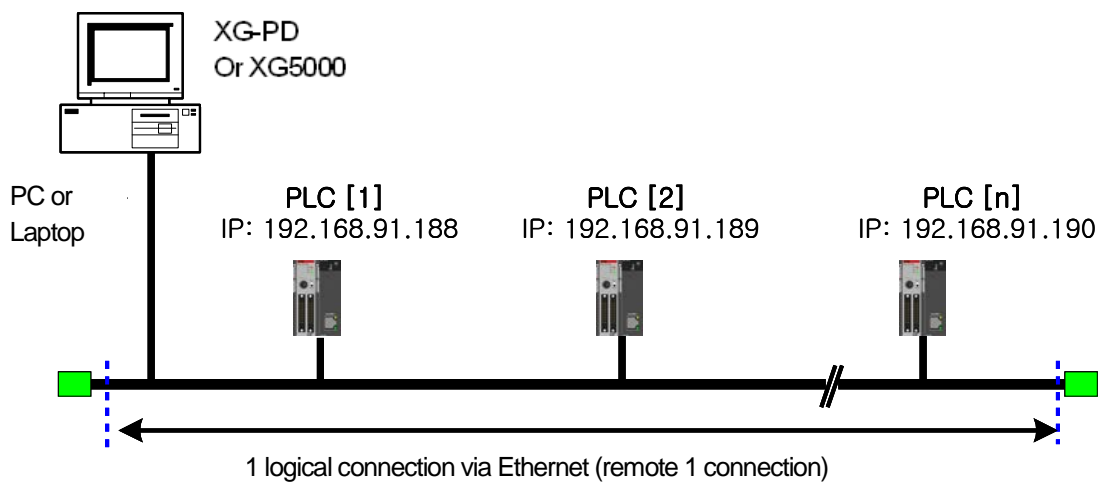 XG-PD
Or XG5000
PC or
Laptop
PLC [1]
IP: 192.168.91.188
PLC [2]
IP: 192.168.91.189
PLC [n]
IP: 192.168.91.190
1 logical connection via Ethernet (remote 1 connection)